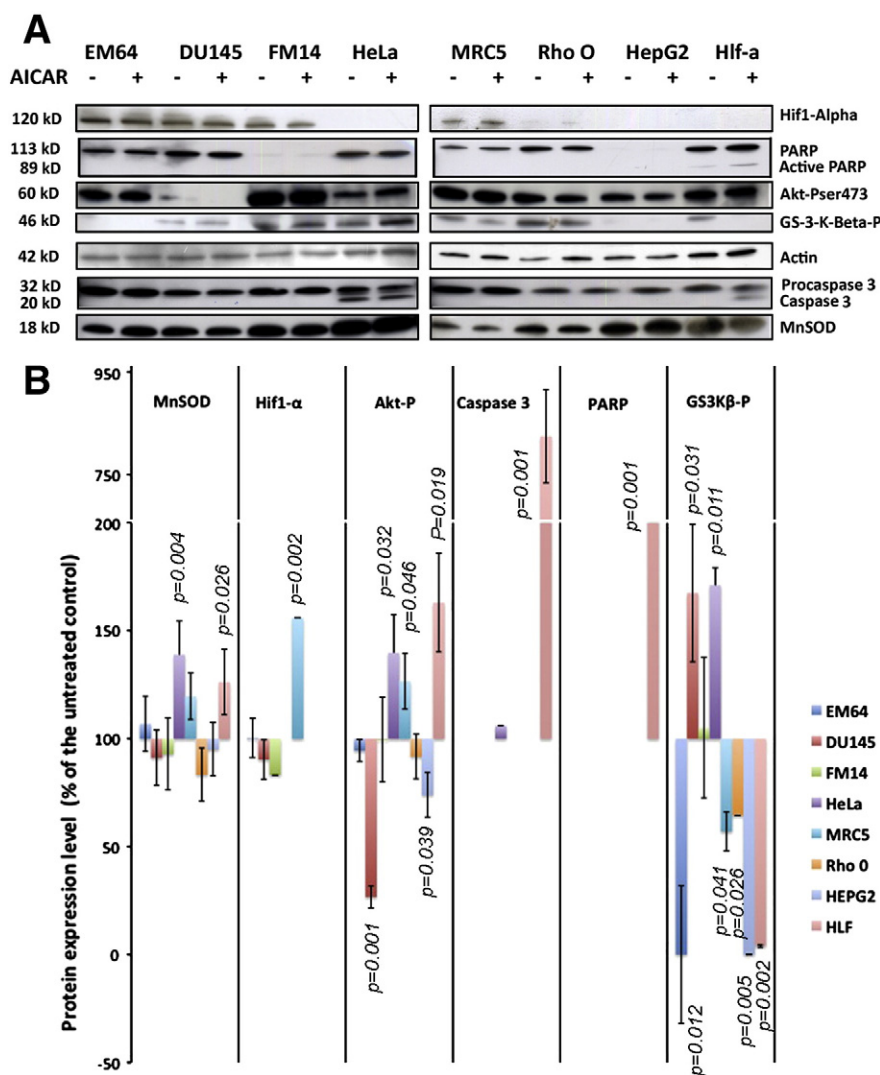 A
EM64 DU145 FM14 HeLa MRC5 Rho O HepG2 Hlf-a
AICAR - + - + - + - + - + - + - + - +
120 kD Hif1-Alpha
113 kD PARP
89 kD Active PARP
60 kD Akt-Pser473
46 kD GS-3-K-Beta-P
42 kD Actin
32 kD Procaspase 3
20 kD Caspase 3
18 kD MnSOD
B
Protein expression level (% of the untreated control)
950
750
200
150
100
50
0
-50
MnSOD Hif1-α Akt-P Caspase 3 PARP GS3Kβ-P
p=0.004
p=0.026
p=0.002
p=0.001
p=0.032
p=0.046
p=0.039
P=0.019
p=0.001
p=0.001
p=0.012
p=0.031
p=0.011
p=0.041
p=0.026
p=0.005
p=0.002
EM64
DU145
FM14
HeLa
MRC5
Rho 0
HEPG2
HLF